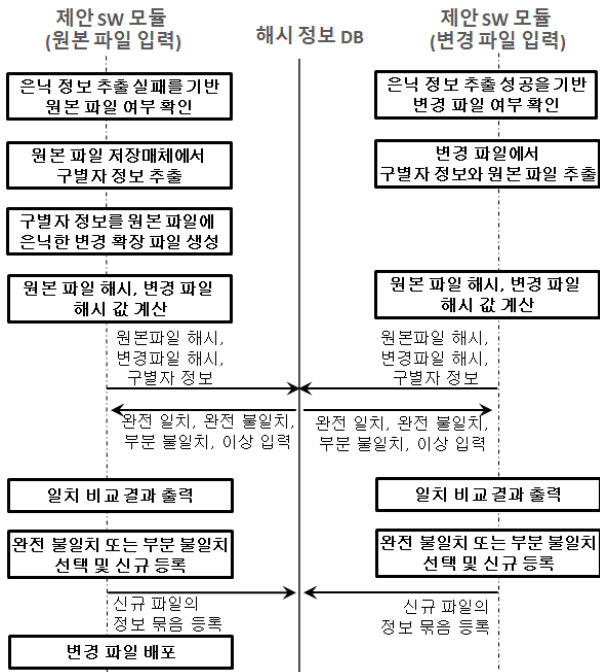 제안 SW 모듈
(원본 파일 입력)
해시 정보 DB
제안 SW 모듈
(변경 파일 입력)
은닉 정보 추출 실패를 기반
원본 파일 여부 확인
은닉 정보 추출 성공을 기반
변경 파일 여부 확인
원본 파일 저장매체에서
구별자 정보 추출
변경 파일에서
구별자 정보와 원본 파일 추출
구별자 정보를 원본 파일에
은닉한 변경 확장 파일 생성
원본 파일 해시, 변경 파일
해시 값 계산
원본 파일 해시, 변경 파일
해시 값 계산
원본파일 해시,
변경파일 해시,
구별자 정보
원본파일 해시,
변경파일 해시,
구별자 정보
완전 일치, 완전 불일치,
부분 불일치, 이상 입력
완전 일치, 완전 불일치,
부분 불일치, 이상 입력
일치 비교 결과 출력
일치 비교 결과 출력
완전 불일치 또는 부분 불일치
선택 및 신규 등록
완전 불일치 또는 부분 불일치
선택 및 신규 등록
신규 파일의
정보 묶음 등록
신규 파일의
정보 묶음 등록
변경 파일 배포